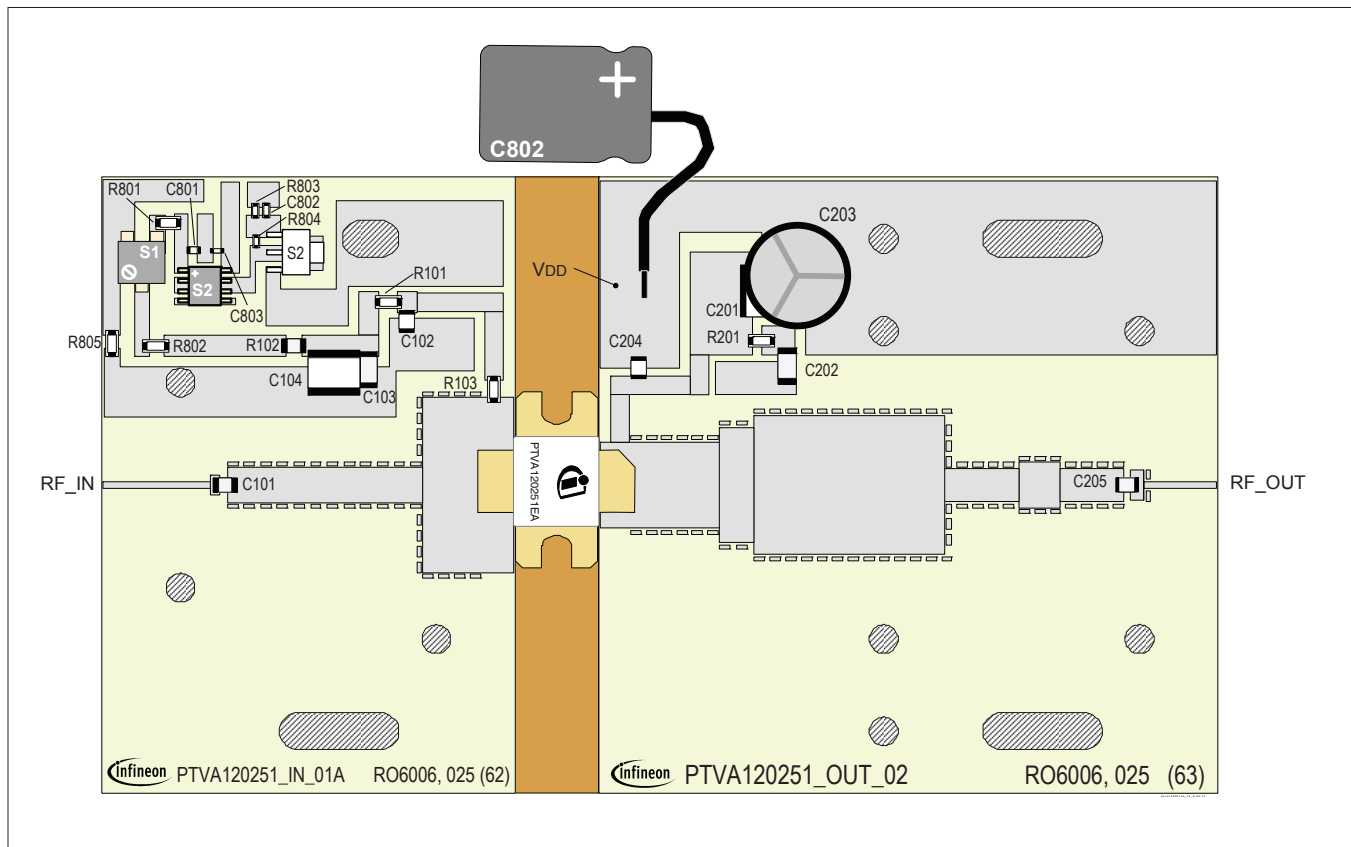 C802
R803
R801
C801
C802
R804
C203
S1
S2
VDD
R101
S2
C201
C803
R201
R805
R802
R102
C102
C204
C202
C104
C103
R103
PTVA120251EA
RF_IN
C101
C205
RF_OUT
infineon PTVA120251_IN_01A RO6006, 025 (62)
infineon PTVA120251_OUT_02 RO6006, 025 (63)